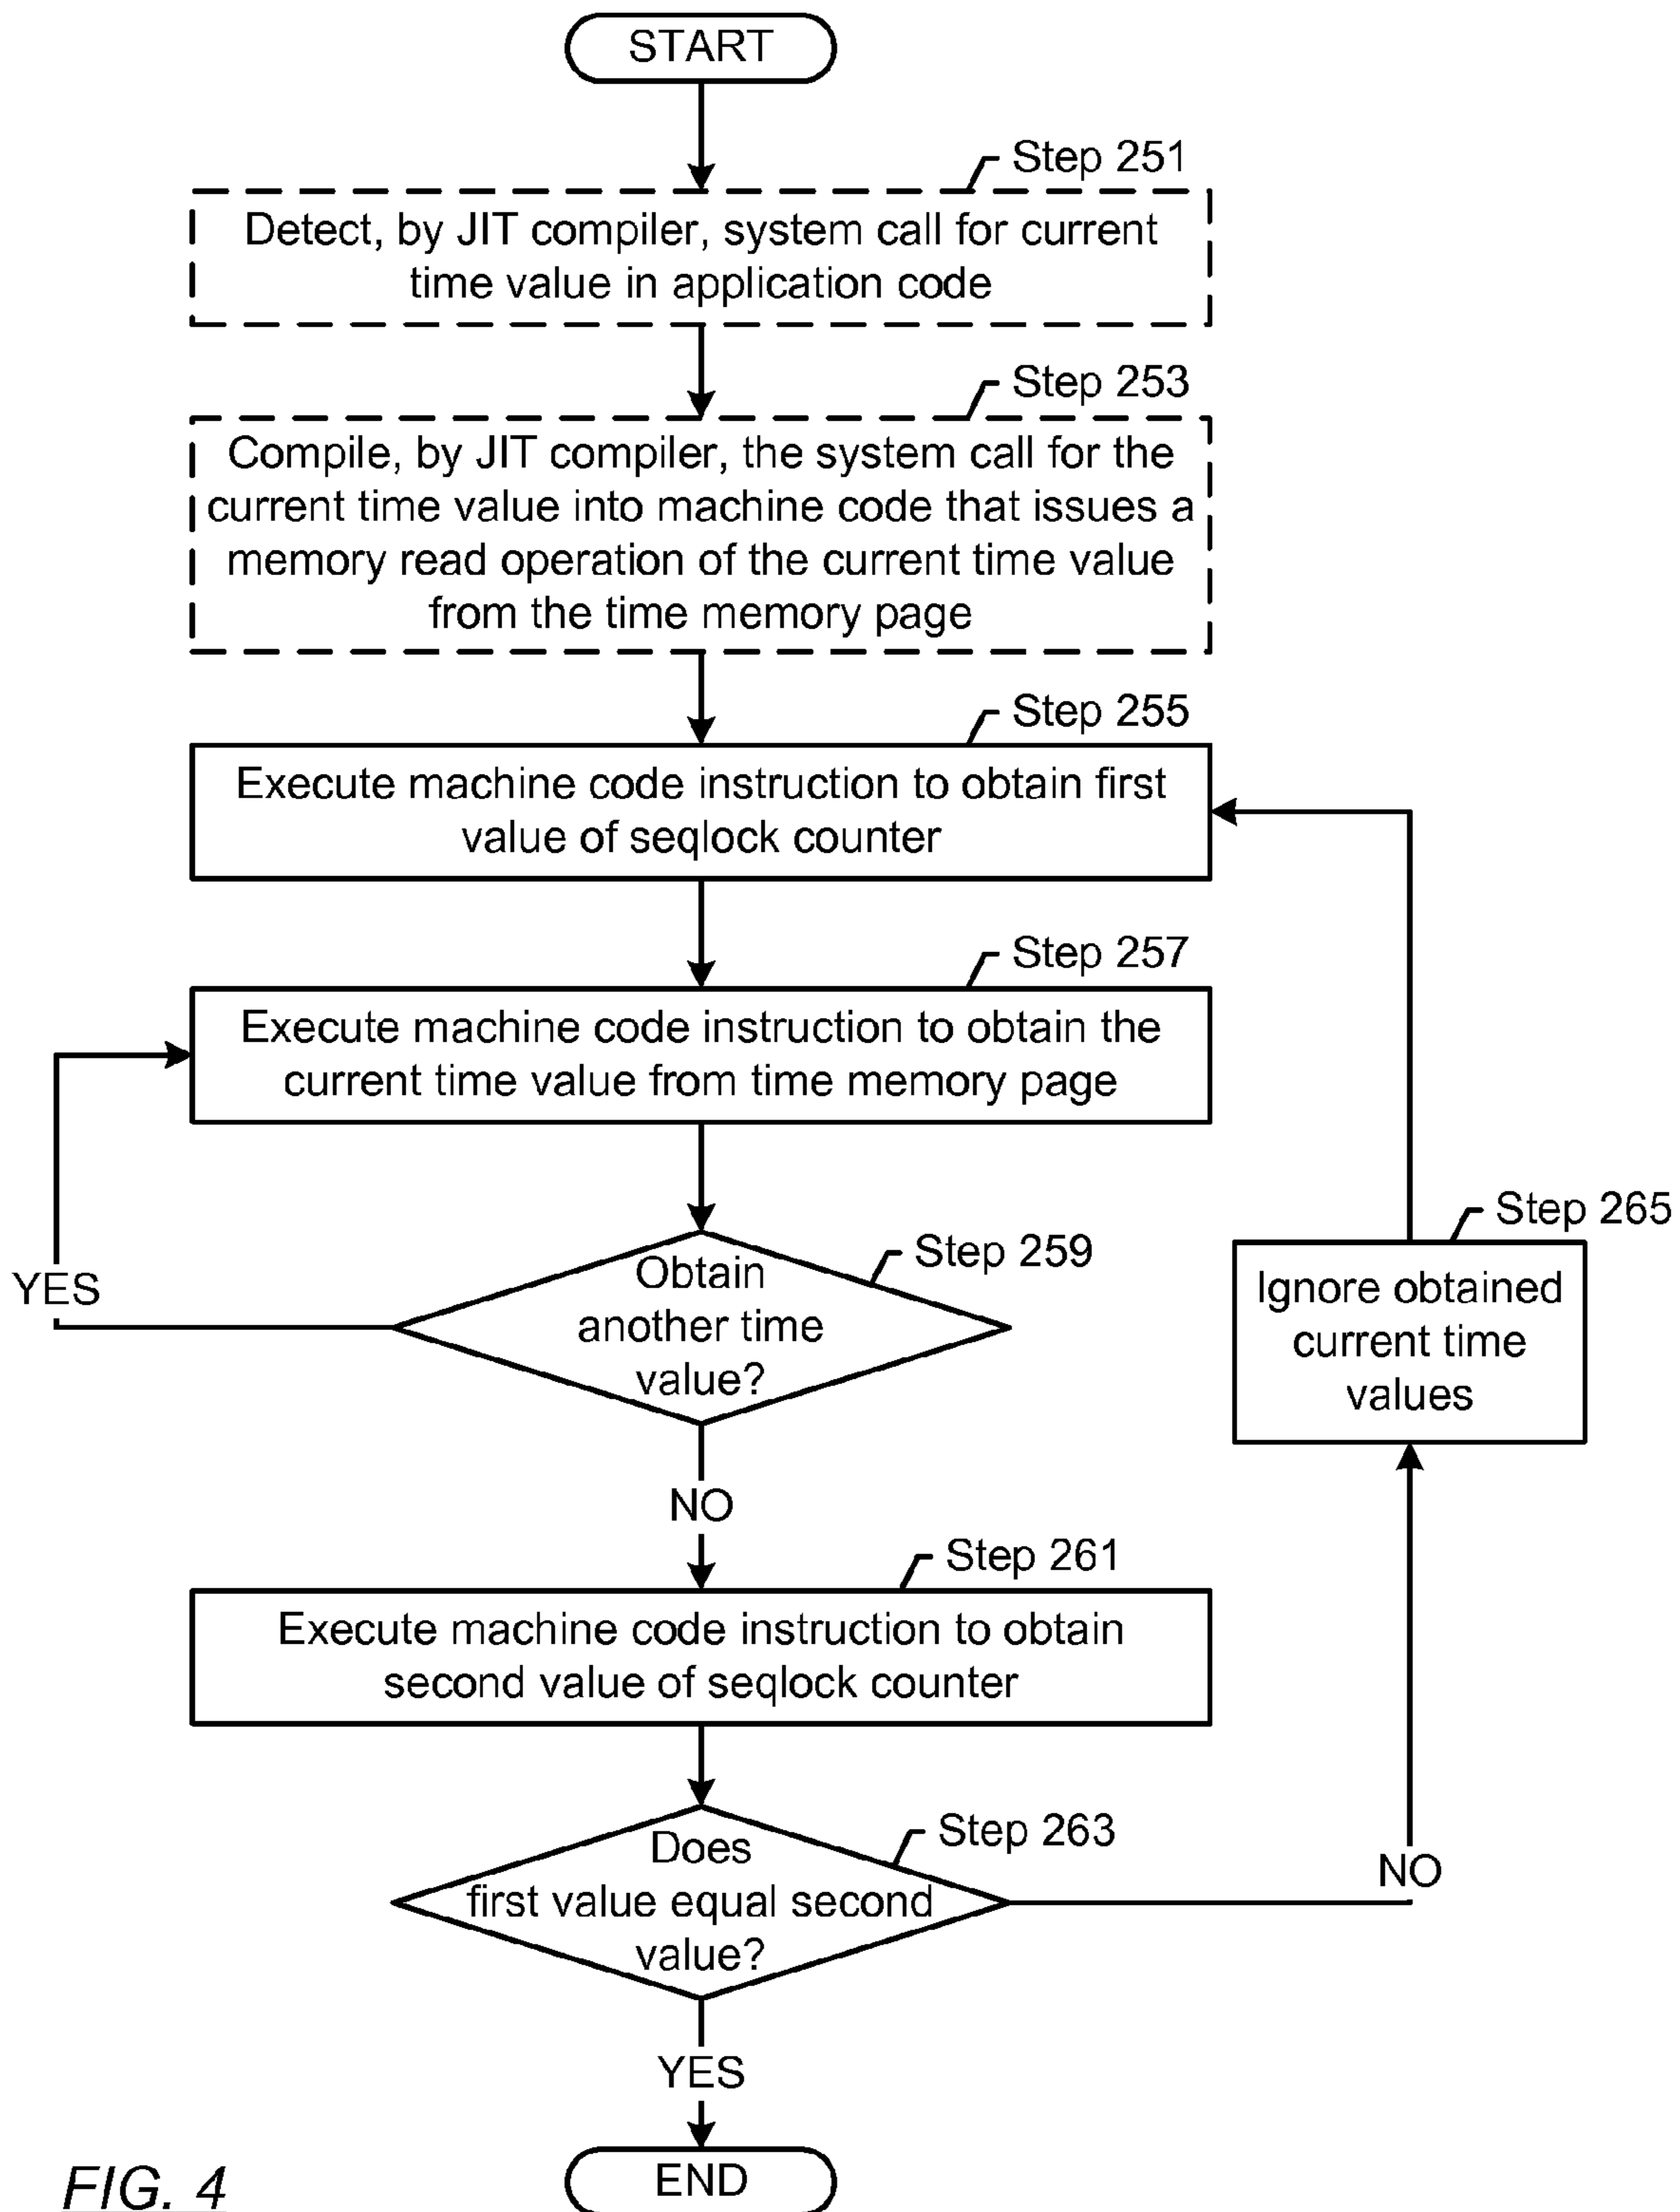 START
Step 251
Detect, by JIT compiler, system call for current
time value in application code
Step 253
Compile, by JIT compiler, the system call for the
current time value into machine code that issues a
memory read operation of the current time value
from the time memory page
Step 255
Execute machine code instruction to obtain first
value of seqlock counter
Step 257
Execute machine code instruction to obtain the
current time value from time memory page
Step 259
Obtain
another time
value?
YES
Step 265
Ignore obtained
current time
values
NO
Step 261
Execute machine code instruction to obtain
second value of seqlock counter
Step 263
Does
first value equal second
value?
NO
YES
END
FIG. 4